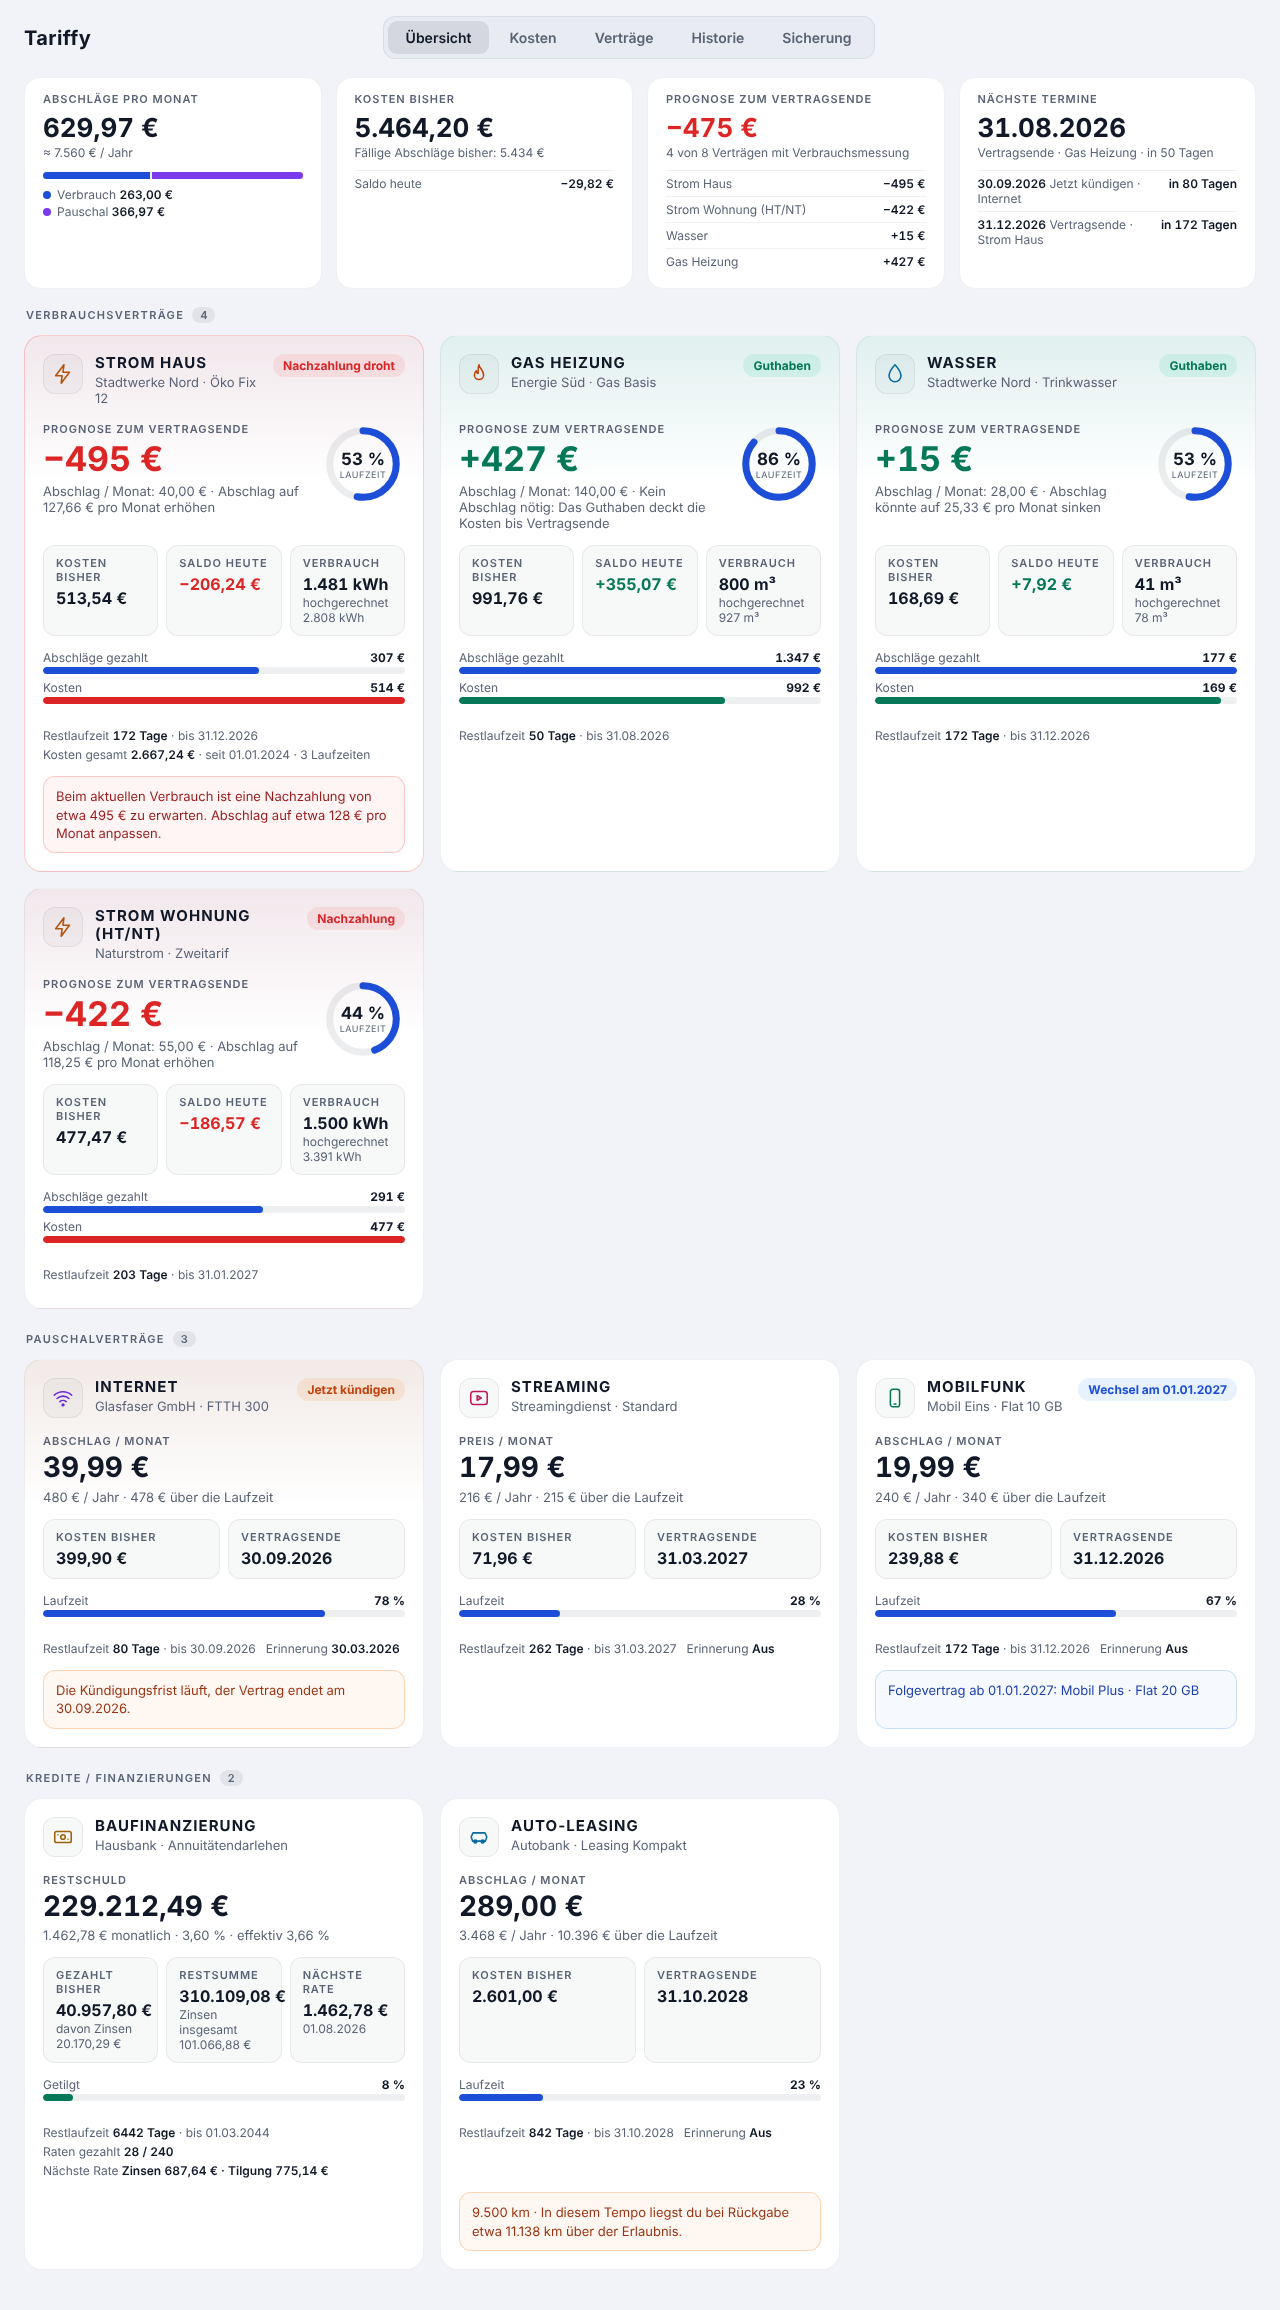 Tariffy
Übersicht
Kosten
Verträge
Historie
Sicherung
ABSCHLÄGE PRO MONAT
629,97 €
≈ 7.560 € / Jahr
Verbrauch 263,00 €
Pauschal 366,97 €
KOSTEN BISHER
5.464,20 €
Fällige Abschläge bisher: 5.434 €
Saldo heute −29,82 €
PROGNOSE ZUM VERTRAGSENDE
−475 €
4 von 8 Verträgen mit Verbrauchsmessung
Strom Haus −495 €
Strom Wohnung (HT/NT) −422 €
Wasser +15 €
Gas Heizung +427 €
NÄCHSTE TERMINE
31.08.2026
Vertragsende · Gas Heizung · in 50 Tagen
30.09.2026 Jetzt kündigen · in 80 Tagen
Internet
31.12.2026 Vertragsende · in 172 Tagen
Strom Haus
VERBRAUCHSVERTRÄGE 4
STROM HAUS
Stadtwerke Nord · Öko Fix
12
Nachzahlung droht
PROGNOSE ZUM VERTRAGSENDE
−495 €
Abschlag / Monat: 40,00 € · Abschlag auf
127,66 € pro Monat erhöhen
53 %
LAUFZEIT
KOSTEN
BISHER
513,54 €
SALDO HEUTE
−206,24 €
VERBRAUCH
1.481 kWh
hochgerechnet
2.808 kWh
Abschläge gezahlt 307 €
Kosten 514 €
Restlaufzeit 172 Tage · bis 31.12.2026
Kosten gesamt 2.667,24 € · seit 01.01.2024 · 3 Laufzeiten
Beim aktuellen Verbrauch ist eine Nachzahlung von
etwa 495 € zu erwarten. Abschlag auf etwa 128 € pro
Monat anpassen.
GAS HEIZUNG
Energie Süd · Gas Basis
Guthaben
PROGNOSE ZUM VERTRAGSENDE
+427 €
Abschlag / Monat: 140,00 € · Kein
Abschlag nötig: Das Guthaben deckt die
Kosten bis Vertragsende
86 %
LAUFZEIT
KOSTEN
BISHER
991,76 €
SALDO HEUTE
+355,07 €
VERBRAUCH
800 m³
hochgerechnet
927 m³
Abschläge gezahlt 1.347 €
Kosten 992 €
Restlaufzeit 50 Tage · bis 31.08.2026
WASSER
Stadtwerke Nord · Trinkwasser
Guthaben
PROGNOSE ZUM VERTRAGSENDE
+15 €
Abschlag / Monat: 28,00 € · Abschlag
könnte auf 25,33 € pro Monat sinken
53 %
LAUFZEIT
KOSTEN
BISHER
168,69 €
SALDO HEUTE
+7,92 €
VERBRAUCH
41 m³
hochgerechnet
78 m³
Abschläge gezahlt 177 €
Kosten 169 €
Restlaufzeit 172 Tage · bis 31.12.2026
STROM WOHNUNG
(HT/NT)
Naturstrom · Zweitarif
Nachzahlung
PROGNOSE ZUM VERTRAGSENDE
−422 €
Abschlag / Monat: 55,00 € · Abschlag auf
118,25 € pro Monat erhöhen
44 %
LAUFZEIT
KOSTEN
BISHER
477,47 €
SALDO HEUTE
−186,57 €
VERBRAUCH
1.500 kWh
hochgerechnet
3.391 kWh
Abschläge gezahlt 291 €
Kosten 477 €
Restlaufzeit 203 Tage · bis 31.01.2027
PAUSCHALVERTRÄGE 3
INTERNET
Glasfaser GmbH · FTTH 300
Jetzt kündigen
ABSCHLAG / MONAT
39,99 €
480 € / Jahr · 478 € über die Laufzeit
KOSTEN BISHER
399,90 €
VERTRAGSENDE
30.09.2026
Laufzeit 78 %
Restlaufzeit 80 Tage · bis 30.09.2026 Erinnerung 30.03.2026
Die Kündigungsfrist läuft, der Vertrag endet am
30.09.2026.
STREAMING
Streamingdienst · Standard
PREIS / MONAT
17,99 €
216 € / Jahr · 215 € über die Laufzeit
KOSTEN BISHER
71,96 €
VERTRAGSENDE
31.03.2027
Laufzeit 28 %
Restlaufzeit 262 Tage · bis 31.03.2027 Erinnerung Aus
MOBILFUNK
Mobil Eins · Flat 10 GB
Wechsel am 01.01.2027
ABSCHLAG / MONAT
19,99 €
240 € / Jahr · 340 € über die Laufzeit
KOSTEN BISHER
239,88 €
VERTRAGSENDE
31.12.2026
Laufzeit 67 %
Restlaufzeit 172 Tage · bis 31.12.2026 Erinnerung Aus
Folgevertrag ab 01.01.2027: Mobil Plus · Flat 20 GB
KREDITE / FINANZIERUNGEN 2
BAUFINANZIERUNG
Hausbank · Annuitätendarlehen
RESTSCHULD
229.212,49 €
1.462,78 € monatlich · 3,60 % · effektiv 3,66 %
GEZAHLT
BISHER
40.957,80 €
davon Zinsen
20.170,29 €
RESTSUMME
310.109,08 €
Zinsen
insgesamt
101.066,88 €
NÄCHSTE
RATE
1.462,78 €
01.08.2026
Getilgt 8 %
Restlaufzeit 6442 Tage · bis 01.03.2044
Raten gezahlt 28 / 240
Nächste Rate Zinsen 687,64 € · Tilgung 775,14 €
AUTO-LEASING
Autobank · Leasing Kompakt
ABSCHLAG / MONAT
289,00 €
3.468 € / Jahr · 10.396 € über die Laufzeit
KOSTEN BISHER
2.601,00 €
VERTRAGSENDE
31.10.2028
Laufzeit 23 %
Restlaufzeit 842 Tage · bis 31.10.2028 Erinnerung Aus
9.500 km · In diesem Tempo liegst du bei Rückgabe
etwa 11.138 km über der Erlaubnis.